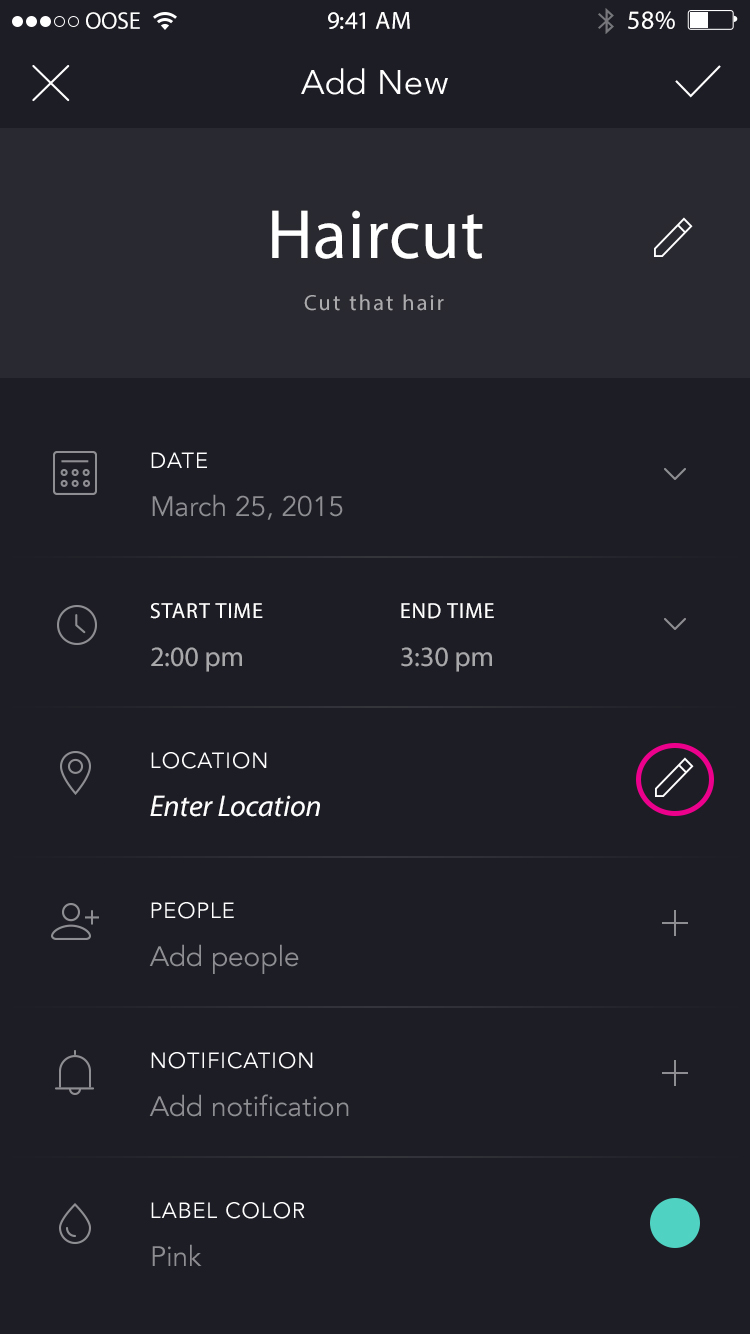 OOSE 9:41 AM 58%
Add New
Haircut
Cut that hair
DATE
March 25, 2015
START TIME END TIME
2:00 pm 3:30 pm
LOCATION
Enter Location
PEOPLE
Add people
NOTIFICATION
Add notification
LABEL COLOR
Pink